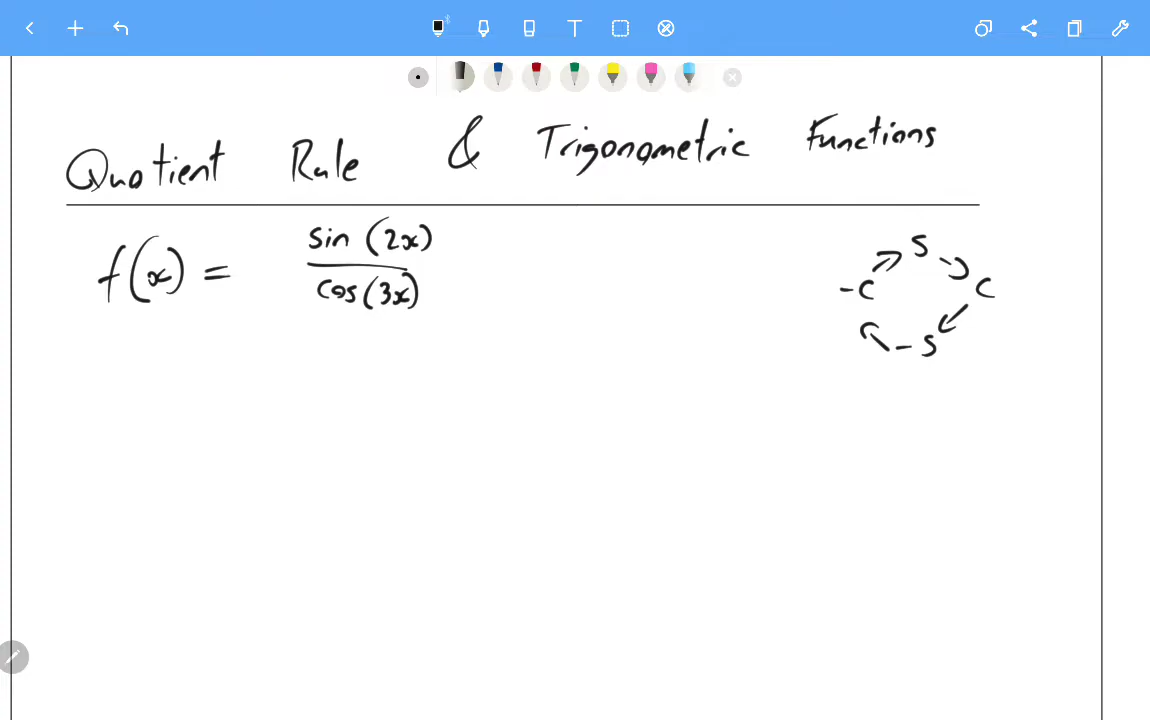 Quotient Rule & Trigonometric Functions
f(x) = sin (2x) / cos (3x)
S
-C C
-S